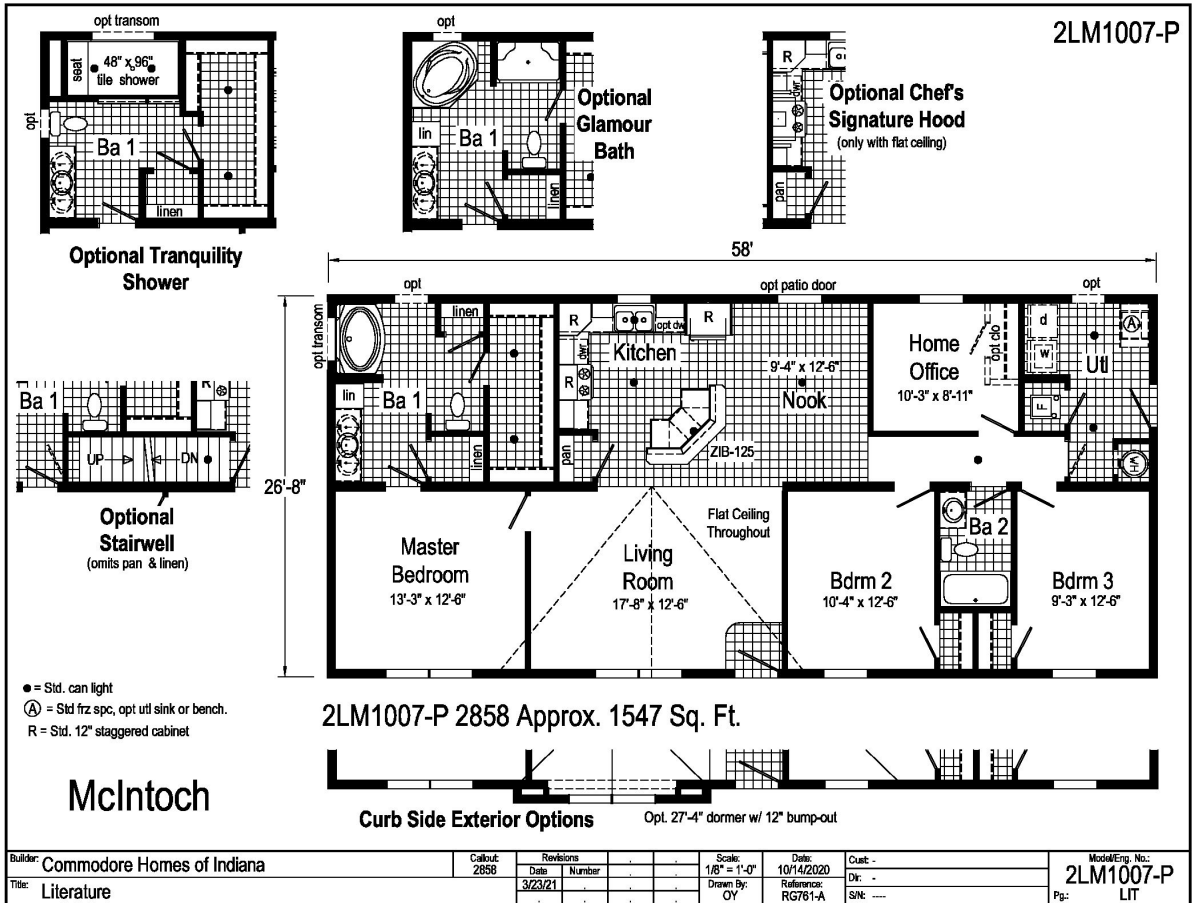 2LM1007-P
opt transom
seat
48" x 96"
tile shower
opt
Ba 1
linen
Optional Tranquility
Shower
opt
lin
Ba 1
linen
Optional
Glamour
Bath
R
dwr
pan
Optional Chef's
Signature Hood
(only with flat ceiling)
58'
26'-8"
opt
opt patio door
opt
opt transom
linen
lin
Ba 1
linen
R
opt dw
R
dwr
R
Kitchen
pan
9'-4" x 12'-6"
Nook
ZIB-125
Home
Office
10'-3" x 8'-11"
opt clo
d
w
A
Utl
F
WH
Ba 1
R
UP
DN
Optional
Stairwell
(omits pan & linen)
Master
Bedroom
13'-3" x 12'-6"
Living
Room
17'-8" x 12'-6"
Flat Ceiling
Throughout
Bdrm 2
10'-4" x 12'-6"
Ba 2
Bdrm 3
9'-3" x 12'-6"
● = Std. can light
Ⓐ = Std frz spc, opt utl sink or bench.
R = Std. 12" staggered cabinet
2LM1007-P 2858 Approx. 1547 Sq. Ft.
McIntoch
Curb Side Exterior Options
Opt. 27'-4" dormer w/ 12" bump-out
Builder: Commodore Homes of Indiana
Title: Literature
Callout:
2858
Revisions
Date Number
3/23/21
Scale:
1/8" = 1'-0"
Drawn By:
OY
Date:
10/14/2020
Reference:
RG761-A
Cust: -
Dir: -
S/N: ----
Model/Eng. No.:
2LM1007-P
Pg.: LIT